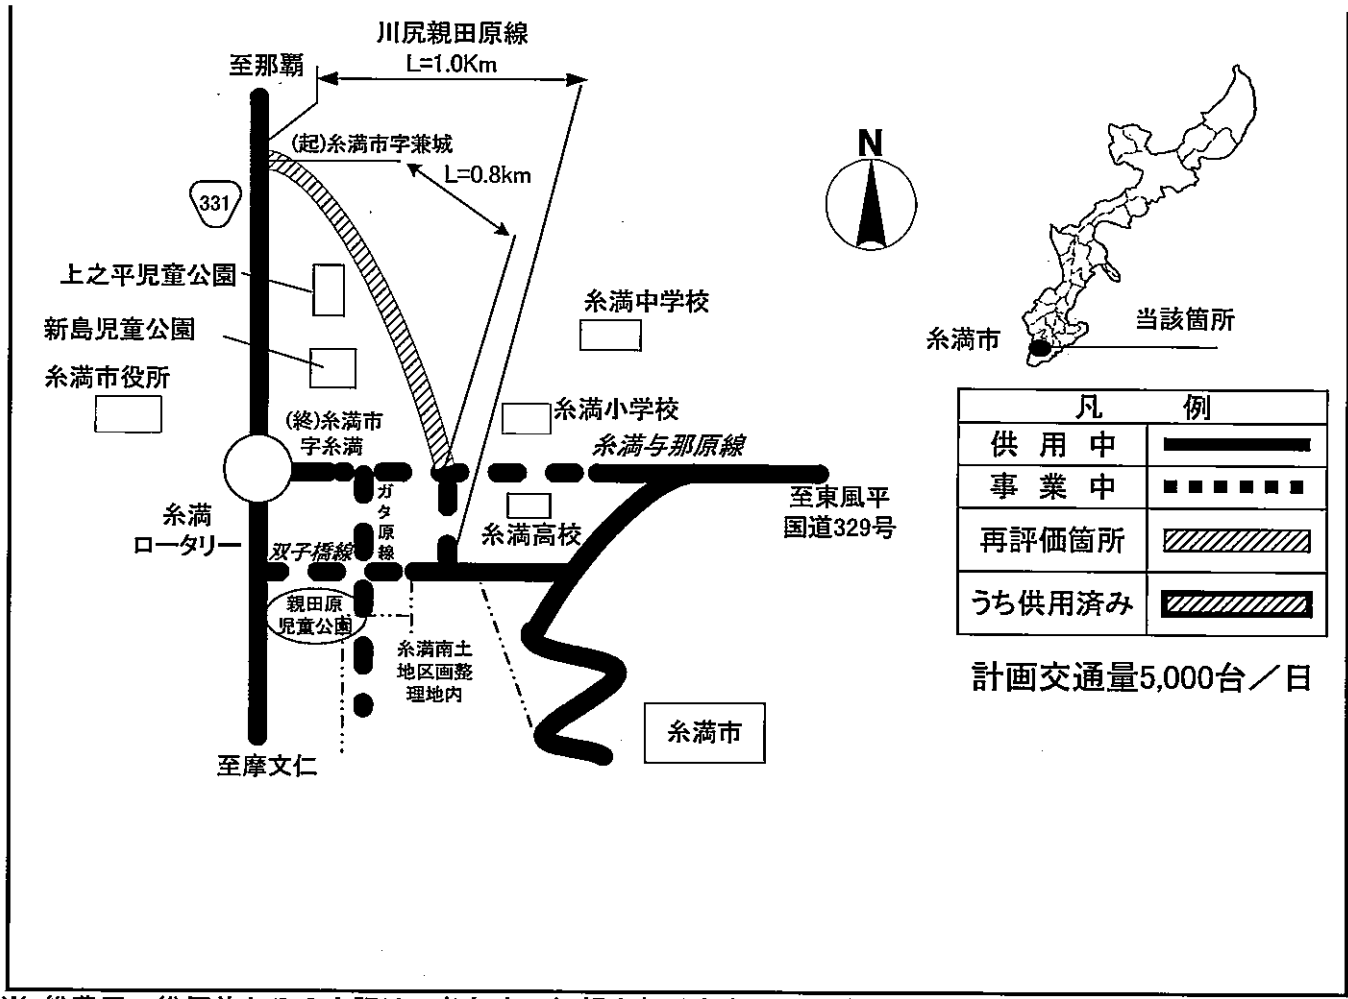 川尻親田原線
L=1.0Km
至那覇
(起)糸満市字兼城
L=0.8km
331
N
上之平児童公園
新島児童公園
糸満市役所
糸満中学校
糸満小学校
(終)糸満市
字糸満
糸満与那原線
ガタ原線
至東風平
国道329号
糸満高校
糸満
ロータリー
双子橋線
親田原
児童公園
糸満南土
地区画整
理地内
糸満市
至摩文仁
糸満市
当該箇所
凡 例
供用中
事業中
再評価箇所
うち供用済み
計画交通量5,000台/日